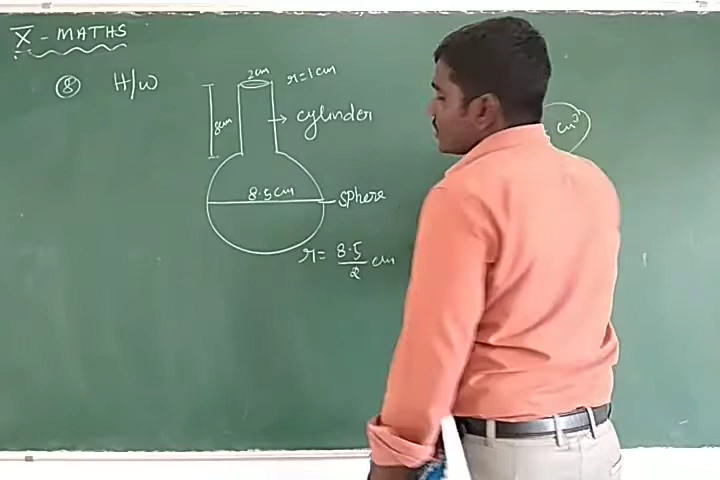 X - MATHS
8 H/W
2cm
r=1cm
8cm
cylinder
8.5cm
sphere
r= 8.5/2 cm
cm³